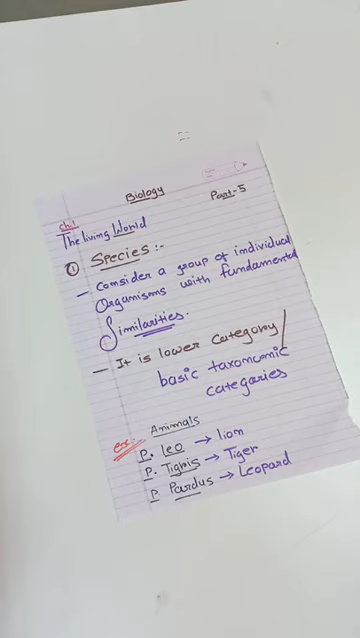 Biology
Part-5
Ch:1
The living World
① Species :-
- Consider a group of individual
Organisms with fundamental
Similarities.
- It is lower category/
basic taxonomic
categories
ex. Animals
P. Leo → lion
P. Tigris → Tiger
P. Pardus → Leopard